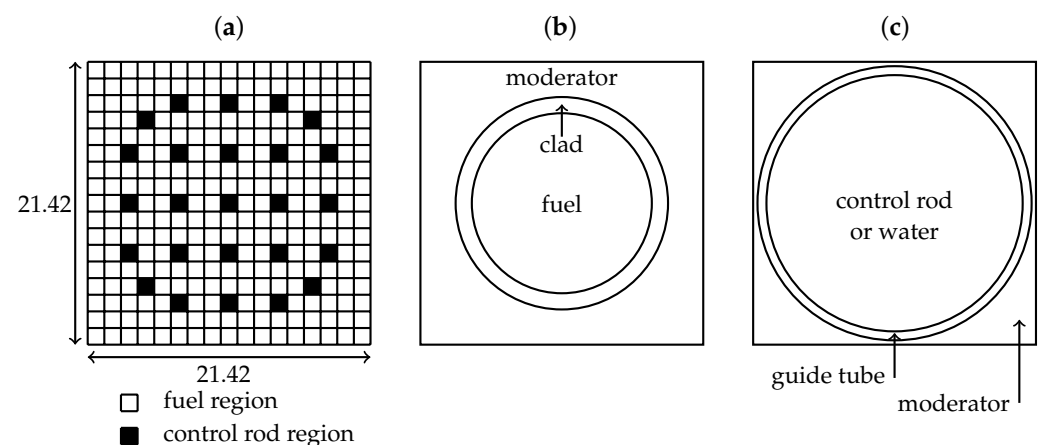 (a)
(b)
(c)
21.42
21.42
fuel region
control rod region
moderator
clad
fuel
control rod
or water
guide tube
moderator